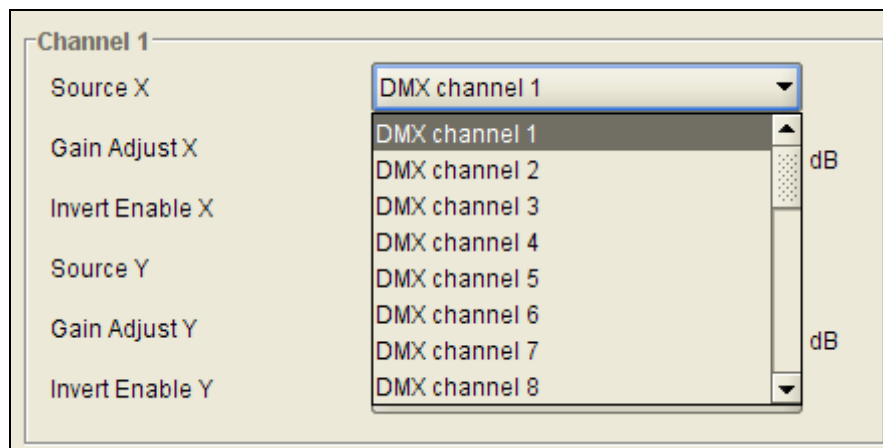 Channel 1
Source X DMX channel 1
DMX channel 1
Gain Adjust X dB
DMX channel 2
Invert Enable X DMX channel 3
DMX channel 4
Source Y
DMX channel 5
DMX channel 6
Gain Adjust Y
DMX channel 7 dB
Invert Enable Y DMX channel 8